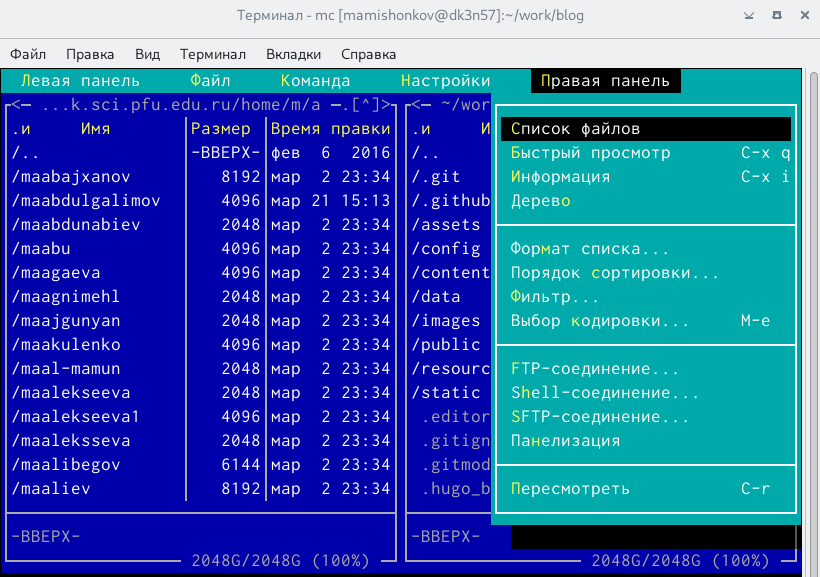 Терминал - mc [mamishonkov@dk3n57]:~/work/blog
Файл Правка Вид Терминал Вкладки Справка
Левая панель Файл Команда Настройки Правая панель
<— ...k.sci.pfu.edu.ru/home/m/a —.[^]>
.и Имя Размер Время правки
/.. -ВВЕРХ- фев 6 2016
/maabajxanov 8192 мар 2 23:34
/maabdulgalimov 4096 мар 21 15:13
/maabdunabiev 2048 мар 2 23:34
/maabu 4096 мар 2 23:34
/maagaeva 4096 мар 2 23:34
/maagnimehl 2048 мар 2 23:34
/maajgunyan 2048 мар 2 23:34
/maakulenko 4096 мар 2 23:34
/maal-mamun 2048 мар 2 23:34
/maalekseeva 2048 мар 2 23:34
/maalekseeva1 4096 мар 2 23:34
/maaleksseva 2048 мар 2 23:34
/maalibegov 6144 мар 2 23:34
/maaliev 8192 мар 2 23:34
-ВВЕРХ-
2048G/2048G (100%)
<— ~/wor
.и И
/..
/.git
/.github
/assets
/config
/content
/data
/images
/public
/resourc
/static
.editor
.gitign
.gitmod
.hugo_b
-ВВЕРХ-
2048G/2048G (100%)
Список файлов
Быстрый просмотр C-x q
Информация C-x i
Дерево
Формат списка...
Порядок сортировки...
Фильтр...
Выбор кодировки... M-e
FTP-соединение...
Shell-соединение...
SFTP-соединение...
Панелизация
Пересмотреть C-r